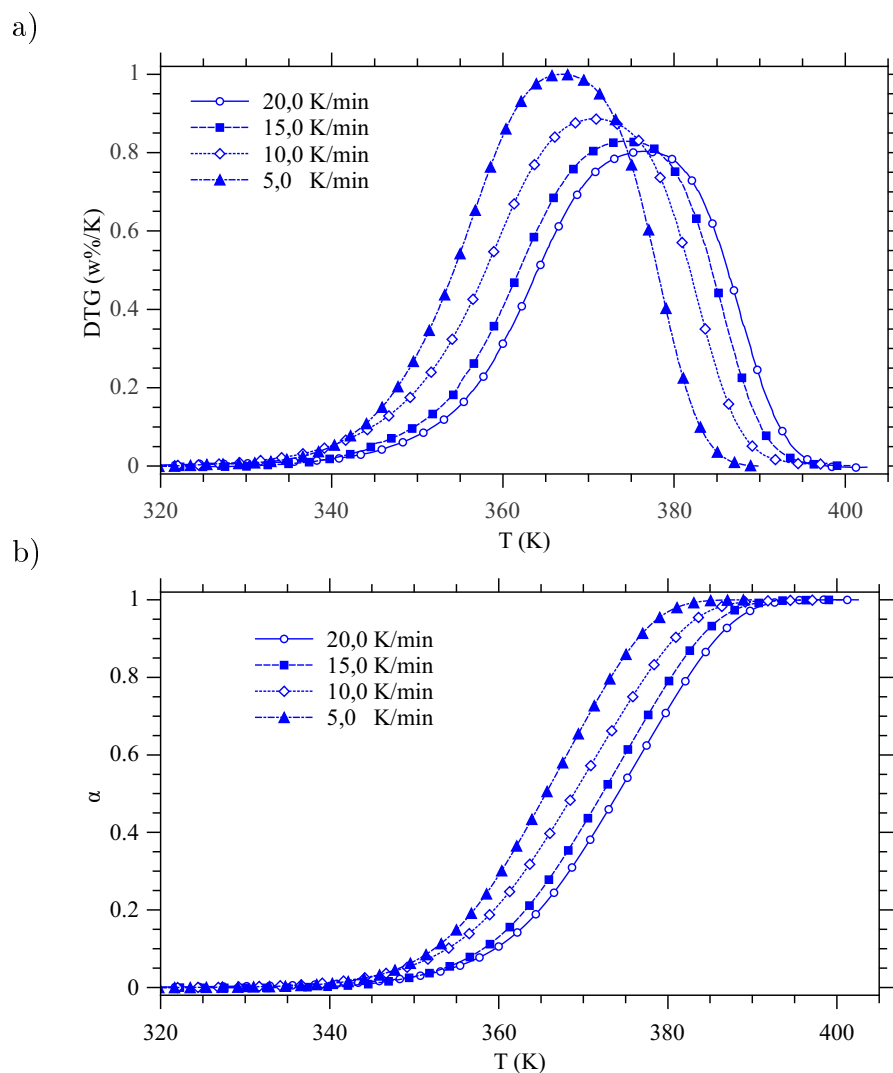 a)
1
20,0 K/min
15,0 K/min
10,0 K/min
5,0 K/min
0.8
0.6
DTG (w%/K)
0.4
0.2
0
320
340
360
380
400
T (K)
b)
1
20,0 K/min
15,0 K/min
10,0 K/min
5,0 K/min
0.8
0.6
α
0.4
0.2
0
320
340
360
380
400
T (K)